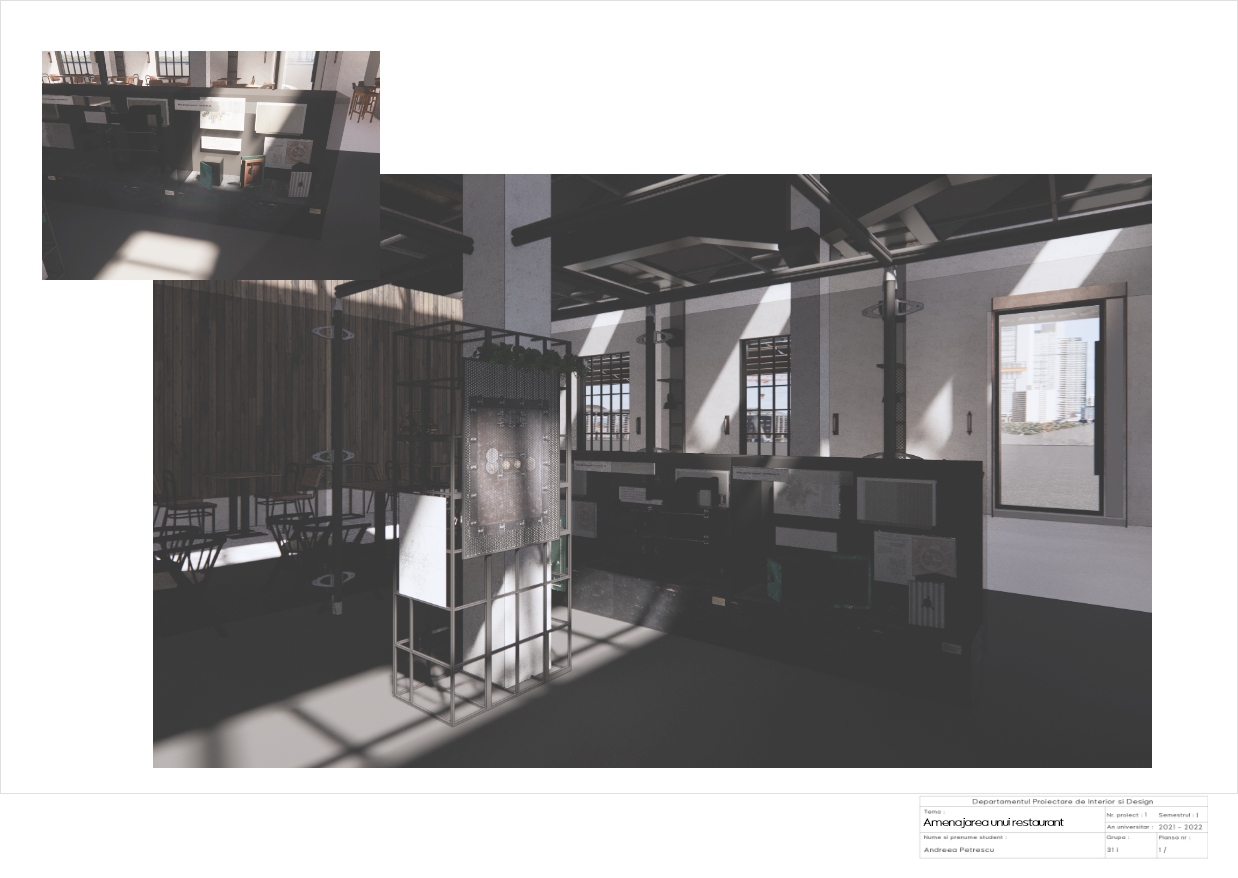 Departamentul Proiectare de Interior si Design
Tema :
Amenajarea unui restaurant
Nr. proiect : 1
Semestrul : I
An universitar :
2021 - 2022
Nume si prenume student :
Grupa :
Plansa nr :
Andreea Petrescu
31 I
1 /